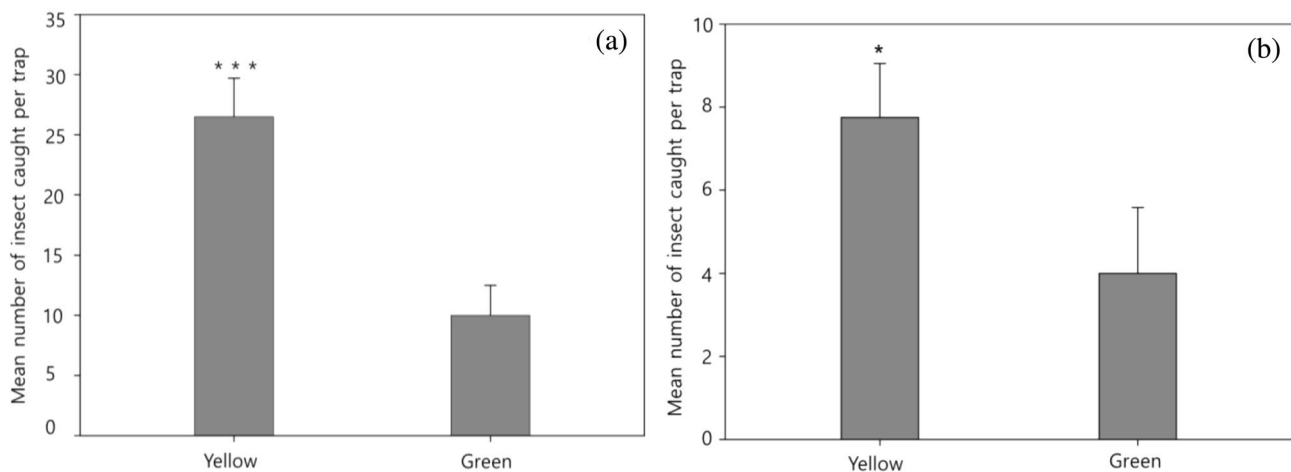 (a)
Mean number of insect caught per trap
35
30
25
20
15
10
5
0
* * *
Yellow
Green
(b)
Mean number of insect caught per trap
10
8
6
4
2
0
*
Yellow
Green